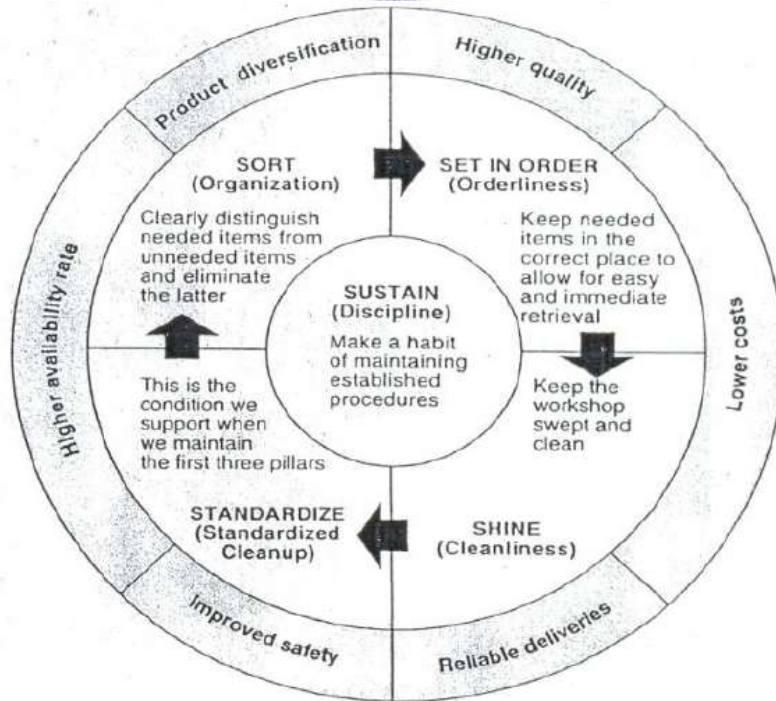 Product diversification
Higher quality
SORT
(Organization)
Clearly distinguish
needed items from
unneeded items
and eliminate
the latter
SET IN ORDER
(Orderliness)
Keep needed
items in the
correct place to
allow for easy
and immediate
retrieval
SUSTAIN
(Discipline)
Make a habit
of maintaining
established
procedures
Higher availability rate
Lower costs
This is the
condition we
support when
we maintain
the first three pillars
STANDARDIZE
(Standardized
Cleanup)
Keep the
workshop
swept and
clean
SHINE
(Cleanliness)
Improved safety
Reliable deliveries